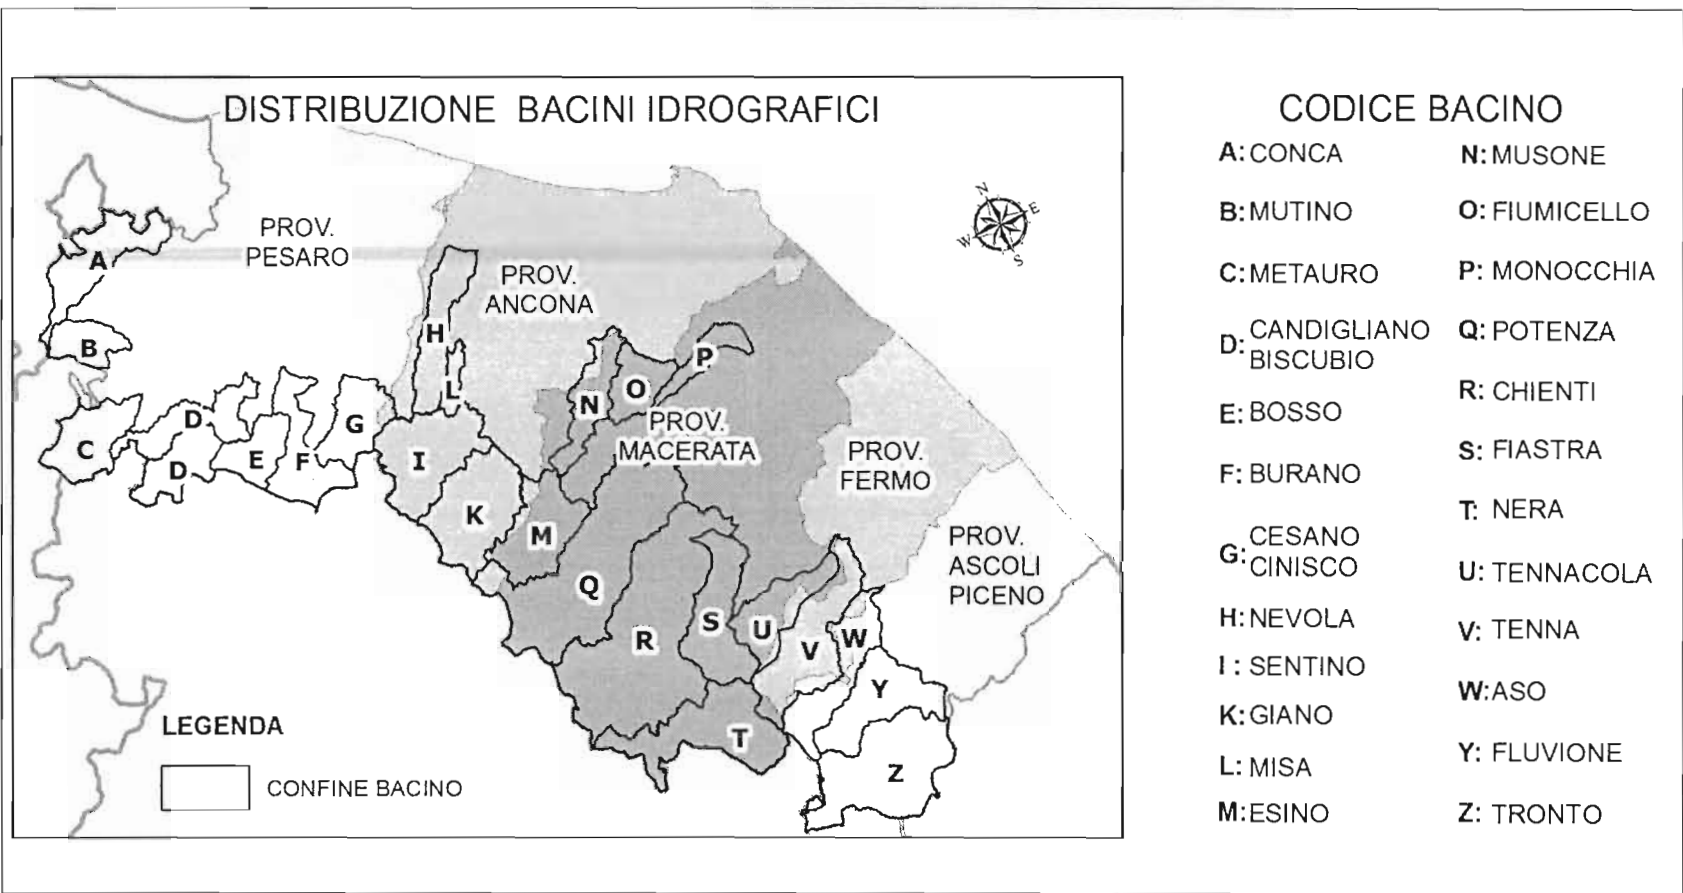 DISTRIBUZIONE BACINI IDROGRAFICI
PROV.
PESARO
PROV.
ANCONA
N
E
W
S
A
B
H
L
P
O
N
C
D
D
E
F
G
I
K
M
PROV.
MACERATA
PROV.
FERMO
PROV.
ASCOLI
PICENO
Q
R
S
U
V
W
Y
T
Z
LEGENDA
CONFINE BACINO
CODICE BACINO
A: CONCA
B: MUTINO
C: METAURO
D: CANDIGLIANO
BISCUBIO
E: BOSSO
F: BURANO
G: CESANO
CINISCO
H: NEVOLA
I : SENTINO
K: GIANO
L: MISA
M: ESINO
N: MUSONE
O: FIUMICELLO
P: MONOCCHIA
Q: POTENZA
R: CHIENTI
S: FIASTRA
T: NERA
U: TENNACOLA
V: TENNA
W: ASO
Y: FLUVIONE
Z: TRONTO